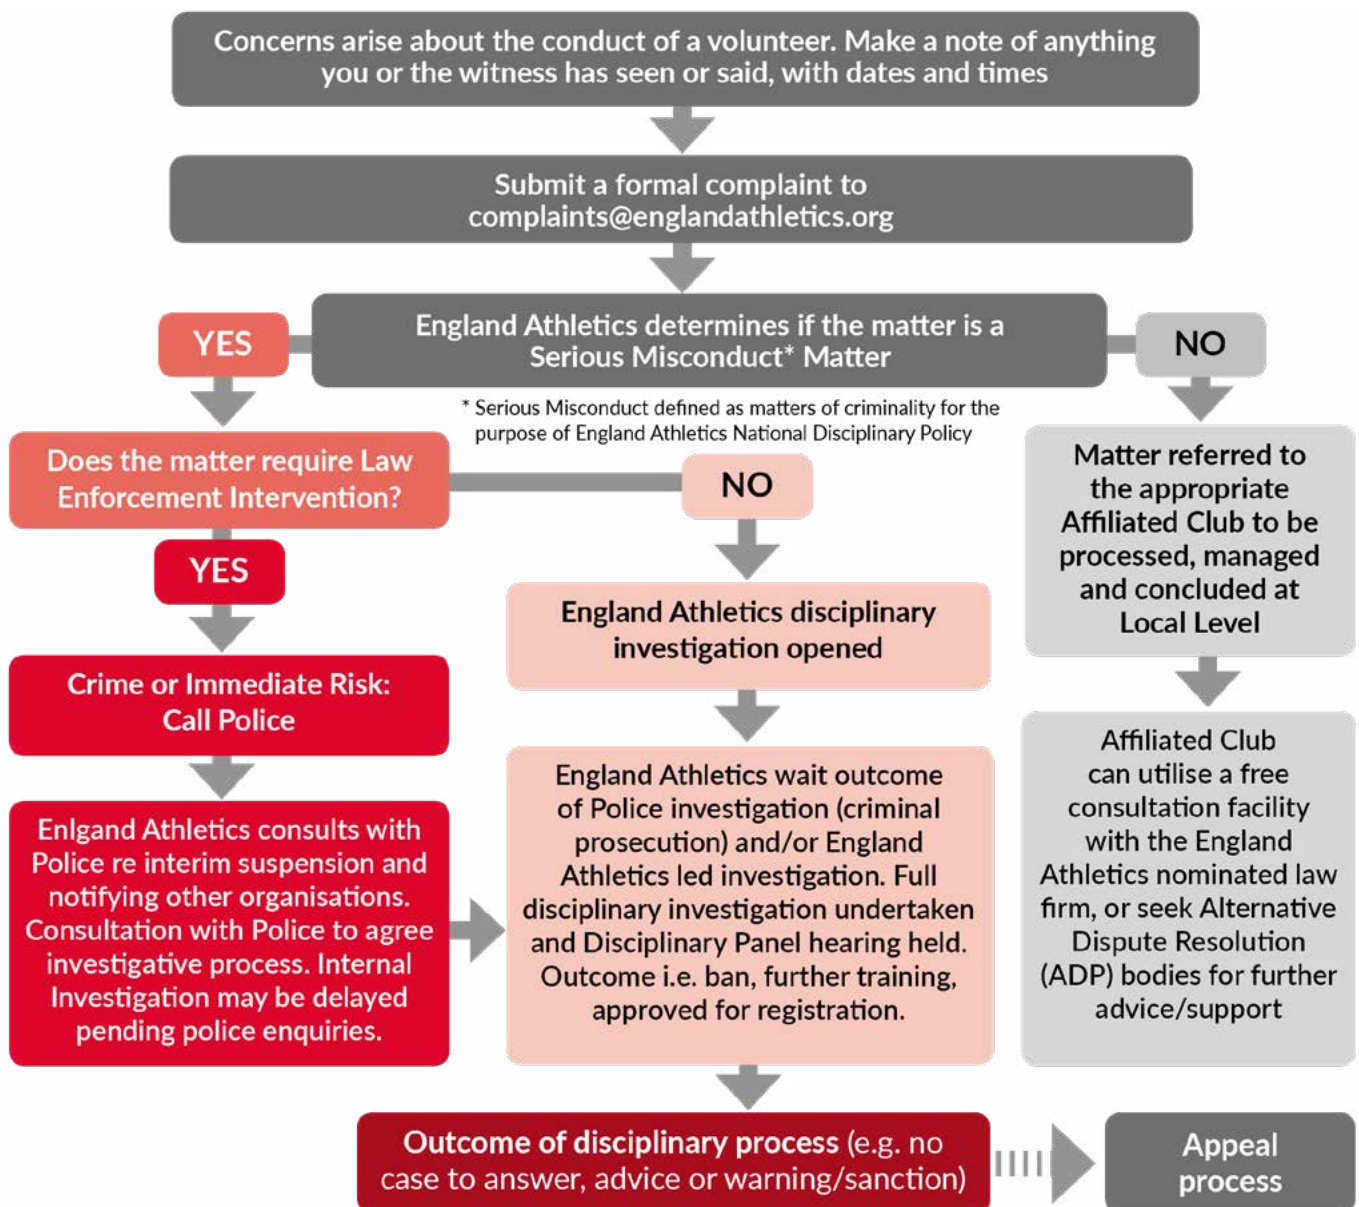 Concerns arise about the conduct of a volunteer. Make a note of anything
you or the witness has seen or said, with dates and times
Submit a formal complaint to
complaints@englandathletics.org
England Athletics determines if the matter is a
Serious Misconduct* Matter
YES
NO
* Serious Misconduct defined as matters of criminality for the
purpose of England Athletics National Disciplinary Policy
Does the matter require Law
Enforcement Intervention?
NO
YES
Crime or Immediate Risk:
Call Police
Enlgand Athletics consults with
Police re interim suspension and
notifying other organisations.
Consultation with Police to agree
investigative process. Internal
Investigation may be delayed
pending police enquiries.
England Athletics disciplinary
investigation opened
England Athletics wait outcome
of Police investigation (criminal
prosecution) and/or England
Athletics led investigation. Full
disciplinary investigation undertaken
and Disciplinary Panel hearing held.
Outcome i.e. ban, further training,
approved for registration.
Matter referred to
the appropriate
Affiliated Club to be
processed, managed
and concluded at
Local Level
Affiliated Club
can utilise a free
consultation facility
with the England
Athletics nominated law
firm, or seek Alternative
Dispute Resolution
(ADP) bodies for further
advice/support
Outcome of disciplinary process (e.g. no
case to answer, advice or warning/sanction)
Appeal
process